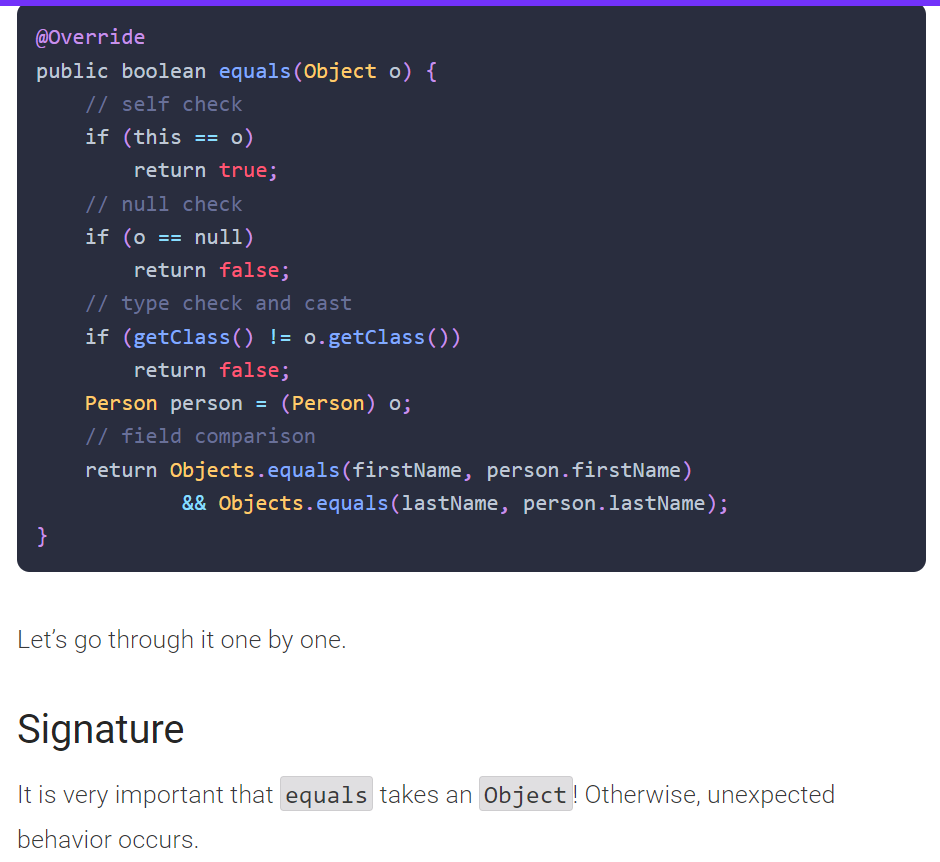 @Override
public boolean equals(Object o) {
    // self check
    if (this == o)
        return true;
    // null check
    if (o == null)
        return false;
    // type check and cast
    if (getClass() != o.getClass())
        return false;
    Person person = (Person) o;
    // field comparison
    return Objects.equals(firstName, person.firstName)
            && Objects.equals(lastName, person.lastName);
}
Let’s go through it one by one.
Signature
It is very important that equals takes an Object! Otherwise, unexpected
behavior occurs.